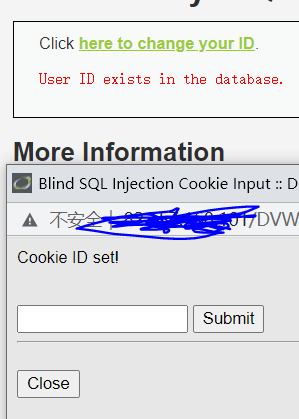 Click here to change your ID.
User ID exists in the database.
More Information
Blind SQL Injection Cookie Input :: D
不安全
/DVW
Cookie ID set!
Submit
Close